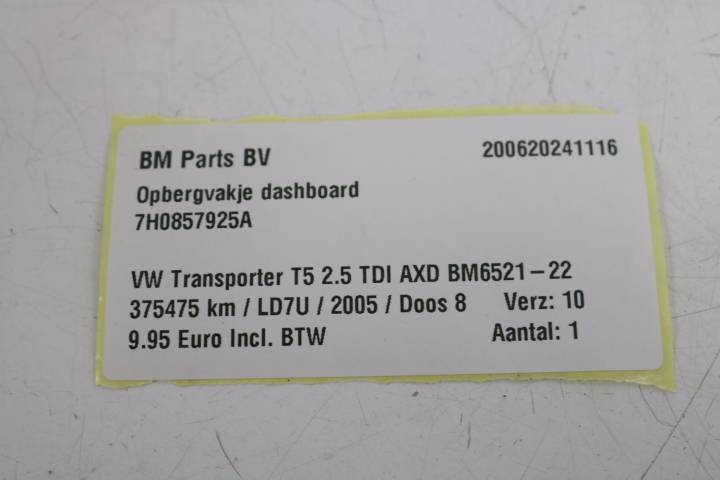 BM Parts BV 200620241116
Opbergvakje dashboard
7H0857925A
VW Transporter T5 2.5 TDI AXD BM6521-22
375475 km / LD7U / 2005 / Doos 8 Verz: 10
9.95 Euro Incl. BTW Aantal: 1